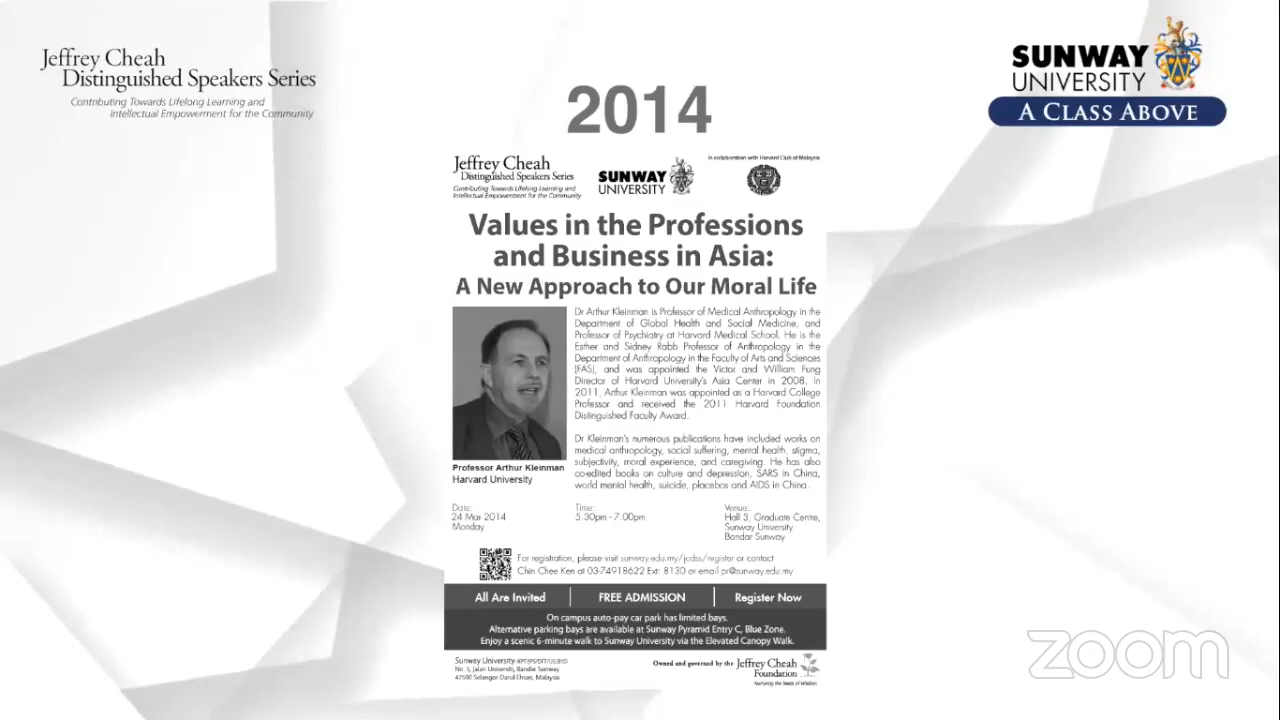 Jeffrey Cheah
Distinguished Speakers Series
Contributing Towards Lifelong Learning and
Intellectual Empowerment for the Community
SUNWAY
UNIVERSITY
A CLASS ABOVE
2014
Jeffrey Cheah
Distinguished Speakers Series
Contributing Towards Lifelong Learning and
Intellectual Empowerment for the Community
SUNWAY
UNIVERSITY
In collaboration with Harvard Club of Malaysia
Values in the Professions
and Business in Asia:
A New Approach to Our Moral Life
Dr Arthur Kleinman is Professor of Medical Anthropology in the
Department of Global Health and Social Medicine, and
Professor of Psychiatry at Harvard Medical School. He is the
Esther and Sidney Rabb Professor of Anthropology in the
Department of Anthropology in the Faculty of Arts and Sciences
(FAS), and was appointed the Victor and William Fung
Director of Harvard University's Asia Center in 2008. In
2011, Arthur Kleinman was appointed as a Harvard College
Professor and received the 2011 Harvard Foundation
Distinguished Faculty Award.
Dr Kleinman's numerous publications have included works on
medical anthropology, social suffering, mental health, stigma,
subjectivity, moral experience, and caregiving. He has also
co-edited books on culture and depression, SARS in China,
world mental health, suicide, placebos and AIDS in China.
Professor Arthur Kleinman
Harvard University
Date:
24 Mar 2014
Monday
Time:
5.30pm - 7.00pm
Venue:
Hall 3, Graduate Centre,
Sunway University
Bandar Sunway
For registration, please visit sunway.edu.my/jcdss/register or contact
Chin Chee Ken at 03-74918622 Ext: 8130 or email pr@sunway.edu.my
All Are Invited
FREE ADMISSION
Register Now
On campus auto-pay car park has limited bays.
Alternative parking bays are available at Sunway Pyramid Entry C, Blue Zone.
Enjoy a scenic 6-minute walk to Sunway University via the Elevated Canopy Walk.
Sunway University
No. 5, Jalan Universiti, Bandar Sunway
47500 Selangor Darul Ehsan, Malaysia
Owned and governed by the Jeffrey Cheah
Foundation
Nurturing the Seeds of Wisdom
zoom